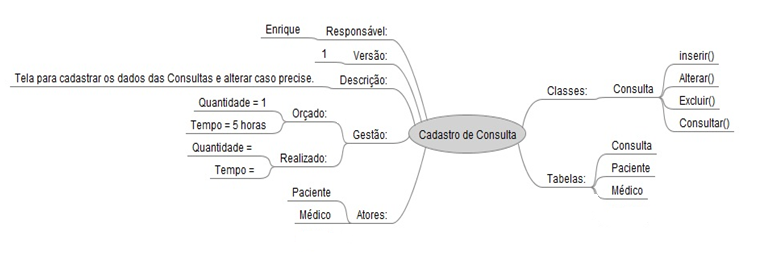 Enrique
Responsável:
1
Versão:
Tela para cadastrar os dados das Consultas e alterar caso precise.
Descrição:
Quantidade = 1
Tempo = 5 horas
Orçado:
Quantidade =
Tempo =
Realizado:
Gestão:
Paciente
Médico
Atores:
Cadastro de Consulta
Classes:
Consulta
inserir()
Alterar()
Excluir()
Consultar()
Tabelas:
Consulta
Paciente
Médico